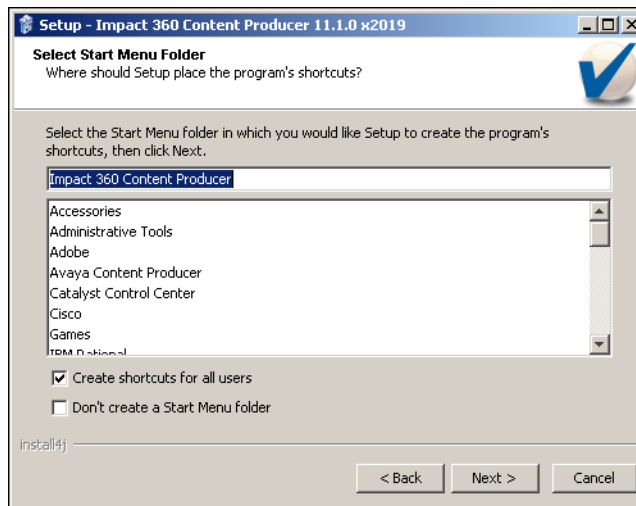 Setup - Impact 360 Content Producer 11.1.0 x2019
Select Start Menu Folder
Where should Setup place the program's shortcuts?
Select the Start Menu folder in which you would like Setup to create the program's
shortcuts, then click Next.
Impact 360 Content Producer
Accessories
Administrative Tools
Adobe
Avaya Content Producer
Catalyst Control Center
Cisco
Games
IBM Rational
Create shortcuts for all users
Don't create a Start Menu folder
install4j
< Back
Next >
Cancel